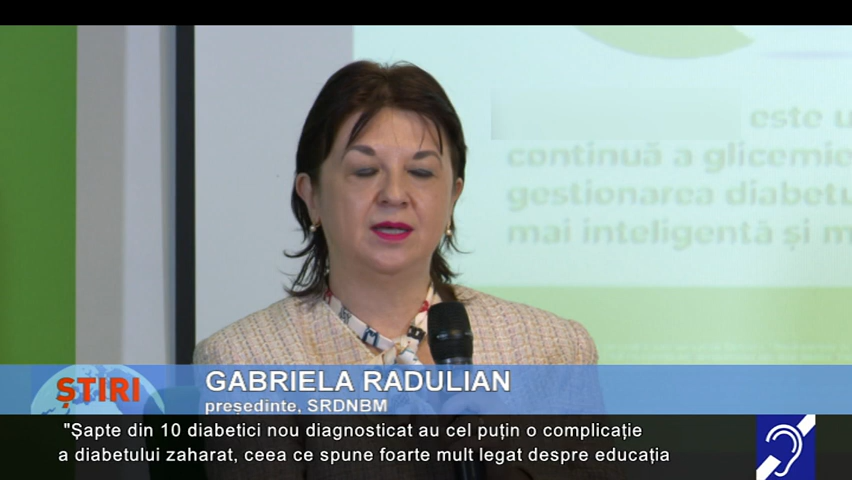 este u
continuă a glicemie
gestionarea diabetu
mai inteligentă și m
ȘTIRI
GABRIELA RADULIAN
președinte, SRDNBM
"Șapte din 10 diabetici nou diagnosticat au cel puțin o complicație
a diabetului zaharat, ceea ce spune foarte mult legat despre educația